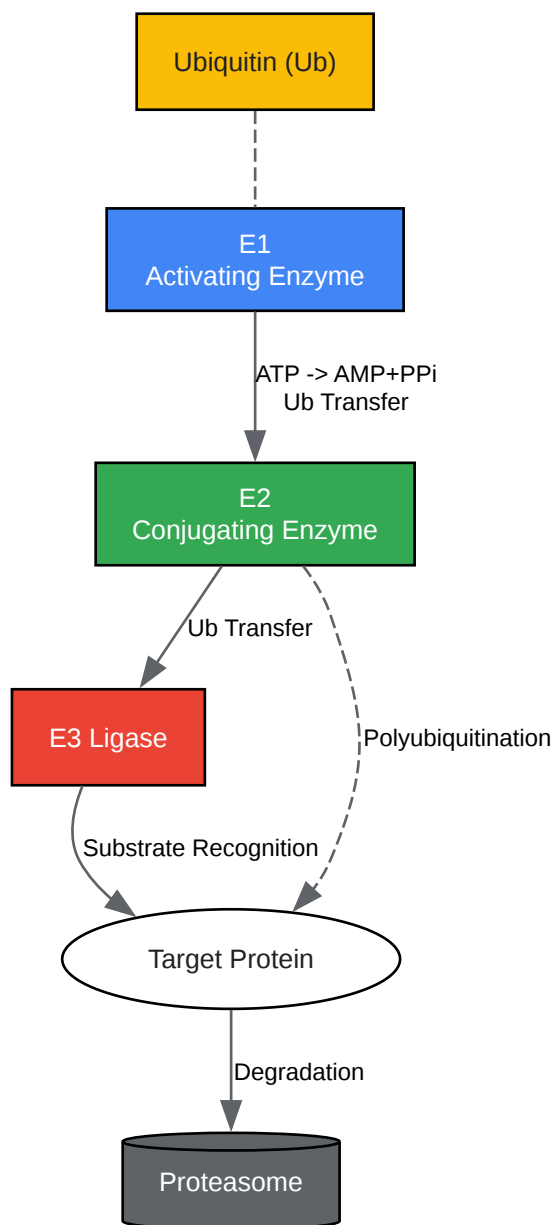 Ubiquitin (Ub)
E1
Activating Enzyme
ATP -> AMP+PPi
Ub Transfer
E2
Conjugating Enzyme
Ub Transfer
E3 Ligase
Polyubiquitination
Substrate Recognition
Target Protein
Degradation
Proteasome